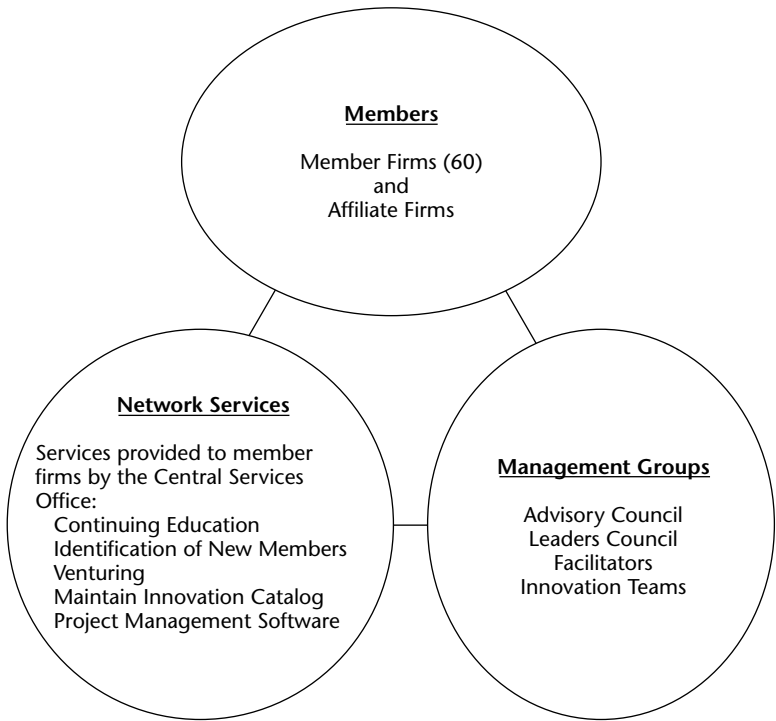 Members
Member Firms (60)
and
Affiliate Firms
Network Services
Services provided to member
firms by the Central Services
Office:
Continuing Education
Identification of New Members
Venturing
Maintain Innovation Catalog
Project Management Software
Management Groups
Advisory Council
Leaders Council
Facilitators
Innovation Teams